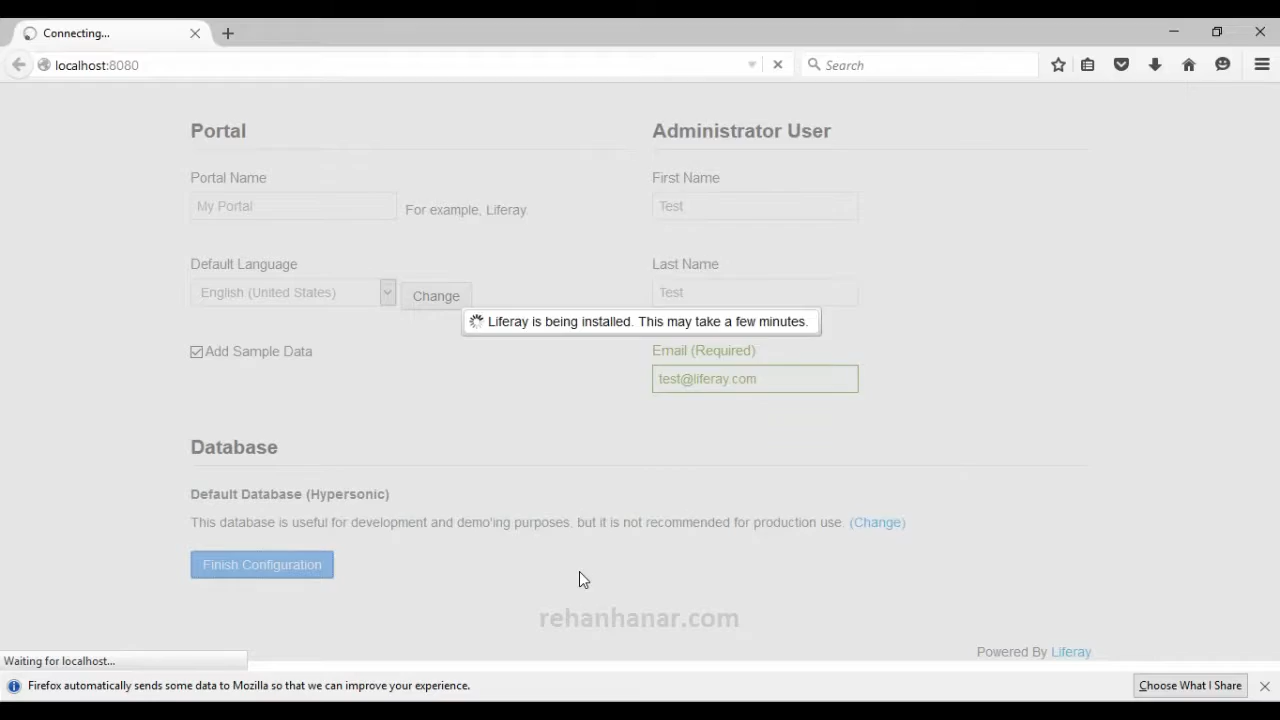 Connecting...
localhost:8080
Search
Portal
Administrator User
Portal Name
First Name
My Portal
For example, Liferay.
Test
Default Language
Last Name
English (United States)
Change
Test
Liferay is being installed. This may take a few minutes.
Add Sample Data
Email (Required)
test@liferay.com
Database
Default Database (Hypersonic)
This database is useful for development and demo'ing purposes, but it is not recommended for production use. (Change)
Finish Configuration
rehanhanar.com
Powered By Liferay
Waiting for localhost...
Firefox automatically sends some data to Mozilla so that we can improve your experience.
Choose What I Share